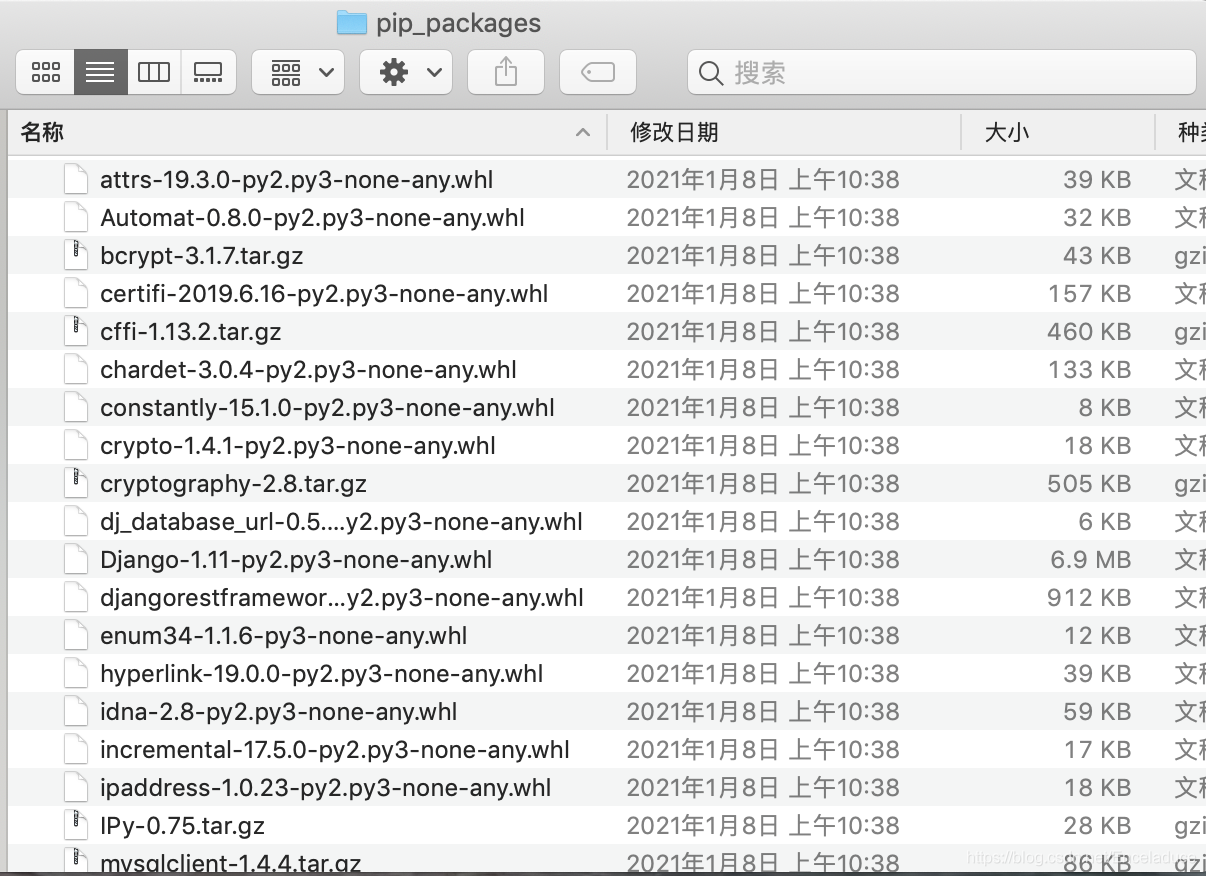 pip_packages
搜索
名称 修改日期 大小 种类
attrs-19.3.0-py2.py3-none-any.whl 2021年1月8日 上午10:38 39 KB 文
Automat-0.8.0-py2.py3-none-any.whl 2021年1月8日 上午10:38 32 KB 文
bcrypt-3.1.7.tar.gz 2021年1月8日 上午10:38 43 KB gzi
certifi-2019.6.16-py2.py3-none-any.whl 2021年1月8日 上午10:38 157 KB 文
cffi-1.13.2.tar.gz 2021年1月8日 上午10:38 460 KB gzi
chardet-3.0.4-py2.py3-none-any.whl 2021年1月8日 上午10:38 133 KB 文
constantly-15.1.0-py2.py3-none-any.whl 2021年1月8日 上午10:38 8 KB 文
crypto-1.4.1-py2.py3-none-any.whl 2021年1月8日 上午10:38 18 KB 文
cryptography-2.8.tar.gz 2021年1月8日 上午10:38 505 KB gzi
dj_database_url-0.5....y2.py3-none-any.whl 2021年1月8日 上午10:38 6 KB 文
Django-1.11-py2.py3-none-any.whl 2021年1月8日 上午10:38 6.9 MB 文
djangorestframewor...y2.py3-none-any.whl 2021年1月8日 上午10:38 912 KB 文
enum34-1.1.6-py3-none-any.whl 2021年1月8日 上午10:38 12 KB 文
hyperlink-19.0.0-py2.py3-none-any.whl 2021年1月8日 上午10:38 39 KB 文
idna-2.8-py2.py3-none-any.whl 2021年1月8日 上午10:38 59 KB 文
incremental-17.5.0-py2.py3-none-any.whl 2021年1月8日 上午10:38 17 KB 文
ipaddress-1.0.23-py2.py3-none-any.whl 2021年1月8日 上午10:38 18 KB 文
IPy-0.75.tar.gz 2021年1月8日 上午10:38 28 KB gzi
mysqlclient-1.4.4.tar.gz 2021年1月8日 上午10:38 86 KB gzi